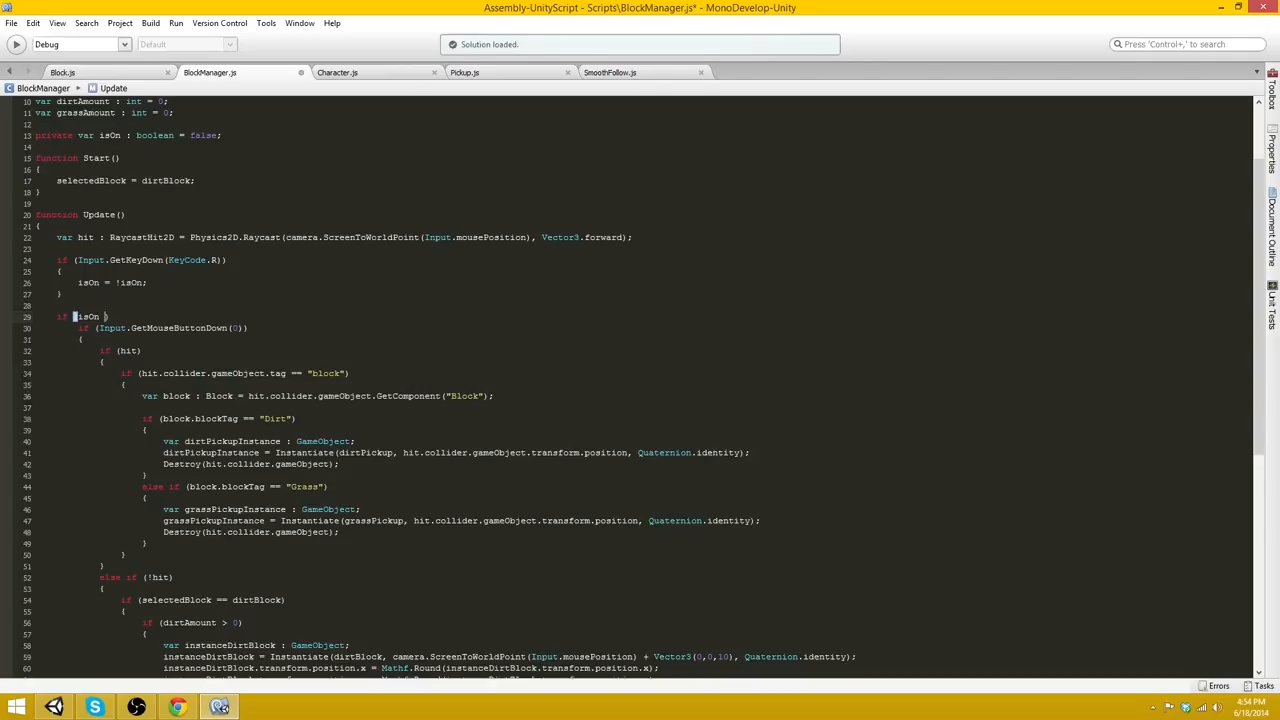 Assembly-UnityScript - Scripts\BlockManager.js* - MonoDevelop-Unity
File Edit View Search Project Build Run Version Control Tools Window Help
Debug Default Solution loaded. Press 'Control+,' to search
Block.js BlockManager.js Character.js Pickup.js SmoothFollow.js
BlockManager Update
10 var dirtAmount : int = 0;
11 var grassAmount : int = 0;
12
13 private var isOn : boolean = false;
14
15 function Start()
16 {
17 selectedBlock = dirtBlock;
18 }
19
20 function Update()
21 {
22 var hit : RaycastHit2D = Physics2D.Raycast(camera.ScreenToWorldPoint(Input.mousePosition), Vector3.forward);
23
24 if (Input.GetKeyDown(KeyCode.R))
25 {
26 isOn = !isOn;
27 }
28
29 if (isOn )
30 if (Input.GetMouseButtonDown(0))
31 {
32 if (hit)
33 {
34 if (hit.collider.gameObject.tag == "block")
35 {
36 var block : Block = hit.collider.gameObject.GetComponent("Block");
37
38 if (block.blockTag == "Dirt")
39 {
40 var dirtPickupInstance : GameObject;
41 dirtPickupInstance = Instantiate(dirtPickup, hit.collider.gameObject.transform.position, Quaternion.identity);
42 Destroy(hit.collider.gameObject);
43 }
44 else if (block.blockTag == "Grass")
45 {
46 var grassPickupInstance : GameObject;
47 grassPickupInstance = Instantiate(grassPickup, hit.collider.gameObject.transform.position, Quaternion.identity);
48 Destroy(hit.collider.gameObject);
49 }
50 }
51 }
52 else if (!hit)
53 {
54 if (selectedBlock == dirtBlock)
55 {
56 if (dirtAmount > 0)
57 {
58 var instanceDirtBlock : GameObject;
59 instanceDirtBlock = Instantiate(dirtBlock, camera.ScreenToWorldPoint(Input.mousePosition) + Vector3(0,0,10), Quaternion.identity);
60 instanceDirtBlock.transform.position.x = Mathf.Round(instanceDirtBlock.transform.position.x);
Toolbox
Properties
Document Outline
Unit Tests
Errors Tasks
4:54 PM
6/18/2014